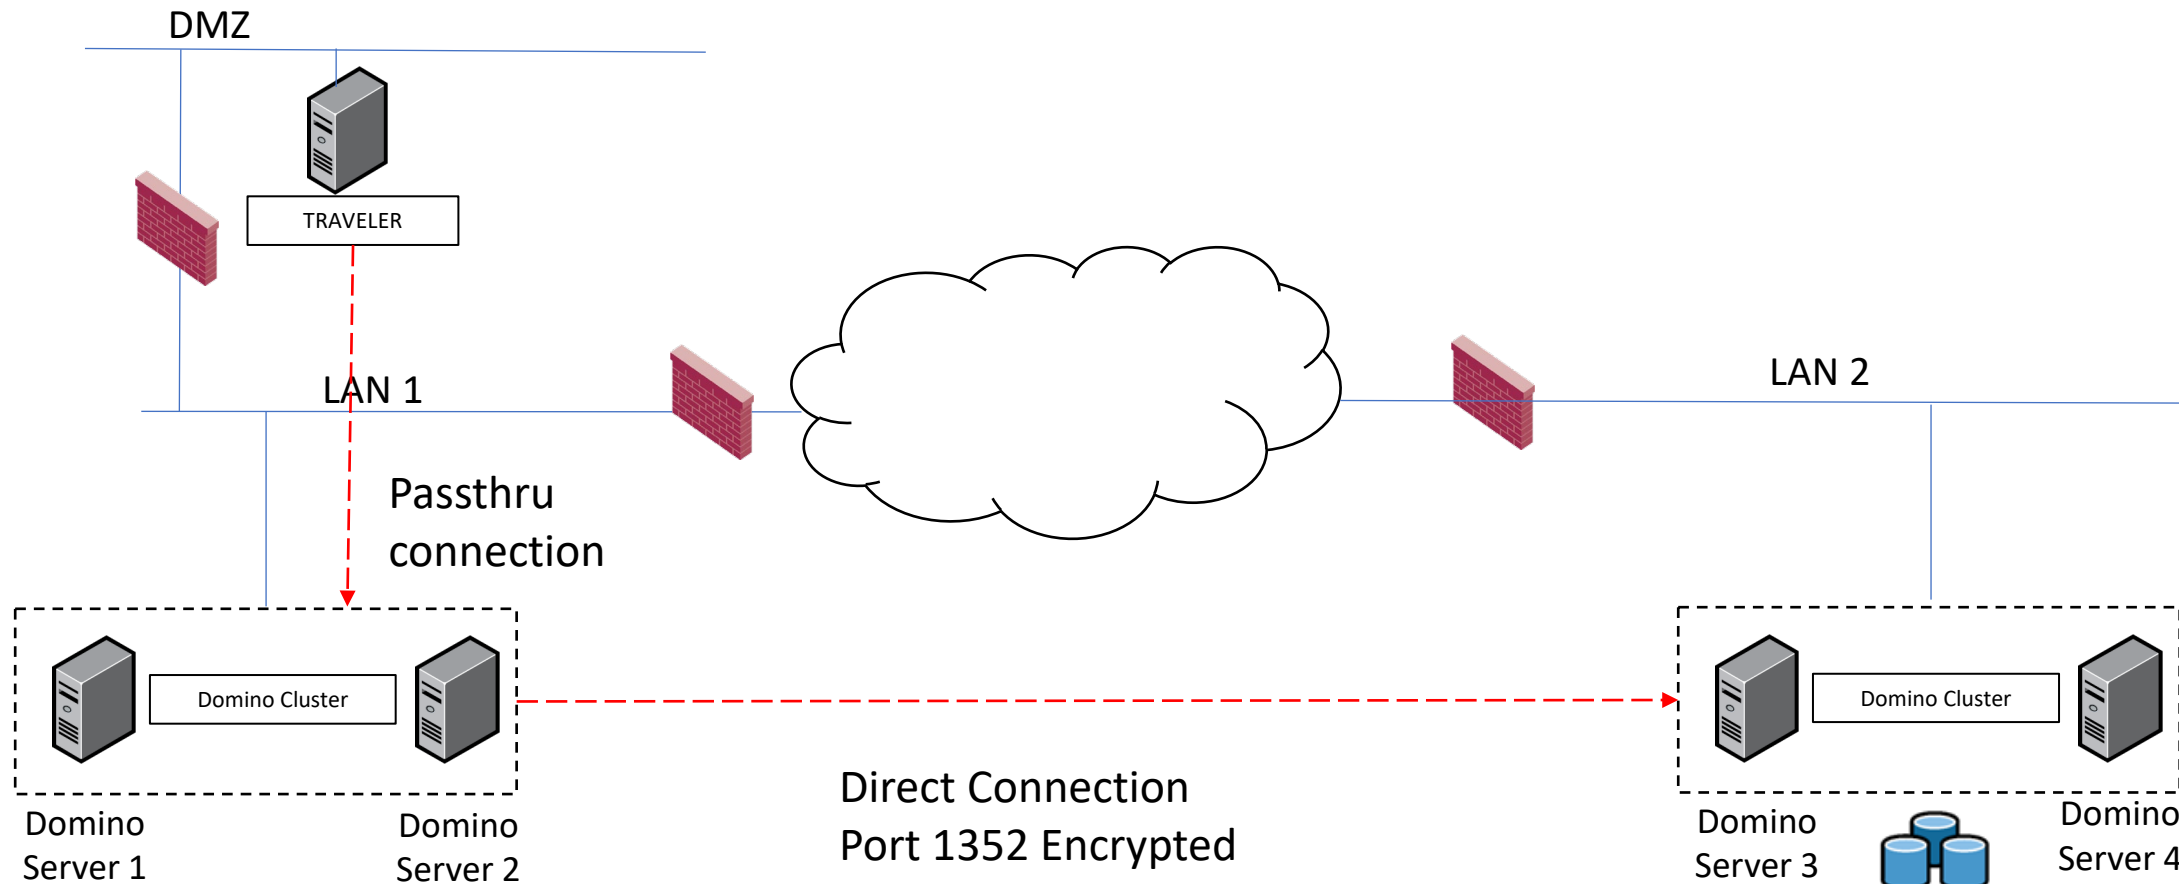 DMZ
TRAVELER
LAN 1
LAN 2
Passthru
connection
Domino Cluster
Domino Cluster
Direct Connection
Port 1352 Encrypted
Domino
Server 1
Domino
Server 2
Domino
Server 3
Domino
Server 4